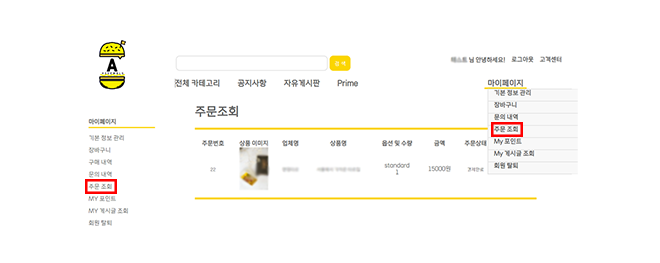 A
검색
님 안녕하세요! 로그아웃 고객센터
전체 카테고리 공지사항 자유게시판 Prime 마이페이지
기본 정보 관리
장바구니
문의 내역
주문 조회
My 포인트
My 게시글 조회
회원 탈퇴
주문조회
마이페이지
기본 정보 관리
장바구니
구매 내역
문의 내역
주문 조회
MY 포인트
MY 게시글 조회
회원 탈퇴
주문번호 상품 이미지 업체명 상품명 옵션 및 수량 금액 주문상태
22 standard 15000원
1